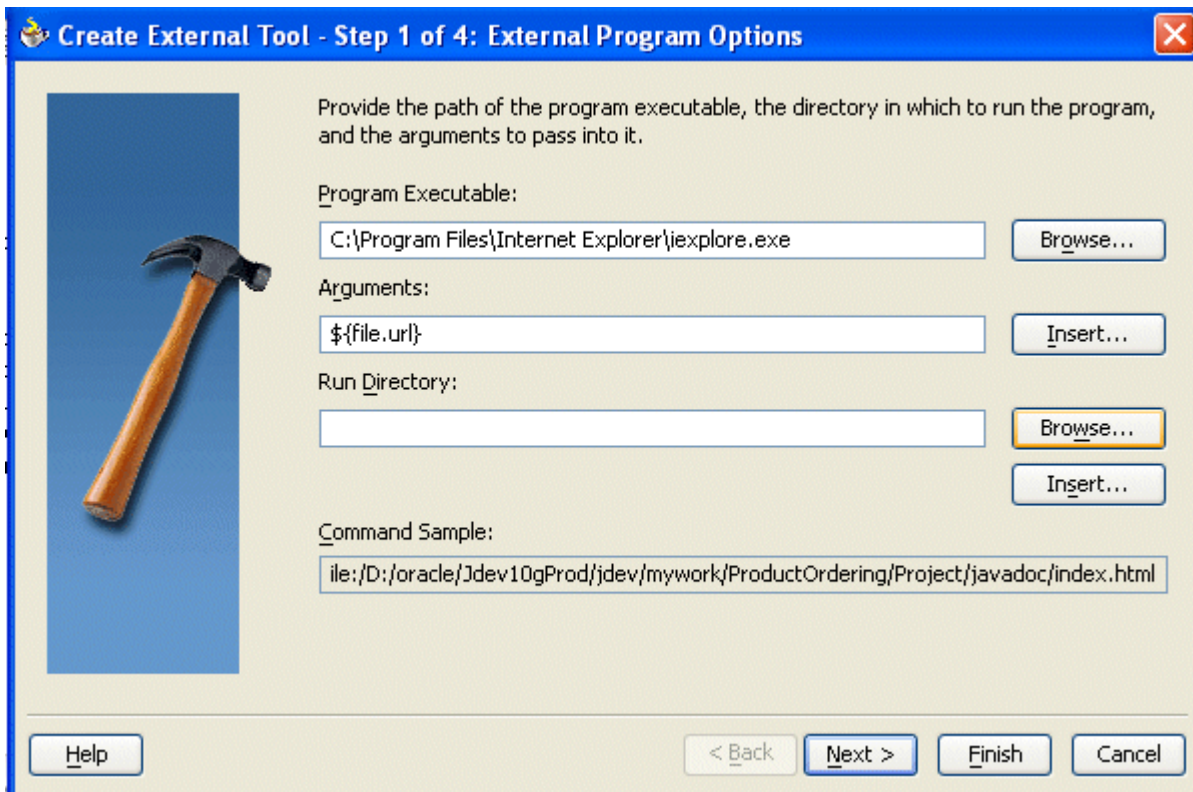 Create External Tool - Step 1 of 4: External Program Options
Provide the path of the program executable, the directory in which to run the program,
and the arguments to pass into it.
Program Executable:
C:\Program Files\Internet Explorer\iexplore.exe
Browse...
Arguments:
${file.url}
Insert...
Run Directory:
Browse...
Insert...
Command Sample:
ile:/D:/oracle/Jdev10gProd/jdev/mywork/ProductOrdering/Project/javadoc/index.html
Help
< Back
Next >
Finish
Cancel